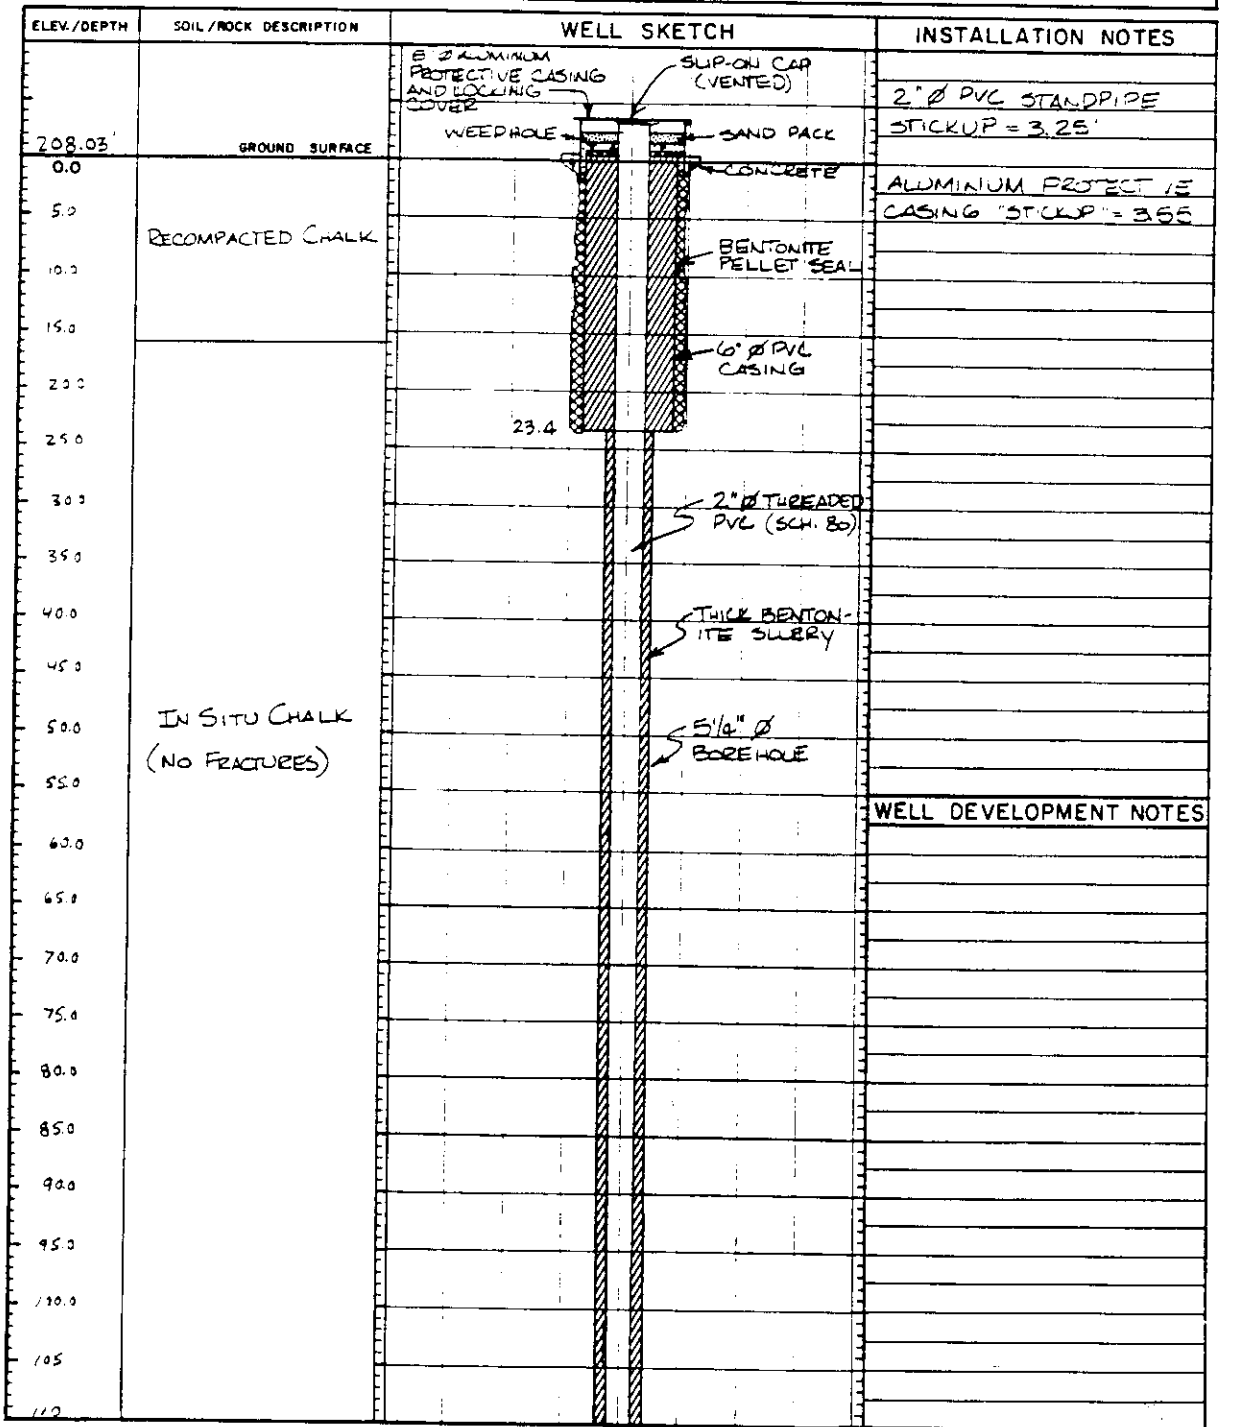 ELEV./DEPTH
SOIL/ROCK DESCRIPTION
WELL SKETCH
INSTALLATION NOTES
Ø ALUMINUM
PROTECTIVE CASING
AND LOCKING
COVER
SLIP-ON CAP
(VENTED)
2"Ø PVC STANDPIPE
STICKUP = 3.25'
WEEPHOLE
SAND PACK
208.03'
GROUND SURFACE
0.0
CONCRETE
ALUMINIUM
CASING "STICKUP" = 3.55
5.0
RECOMPACTED CHALK
BENTONITE
PELLET SEAL
10.0
15.0
6" Ø PVC
CASING
20.0
23.4
25.0
30.0
2" Ø THREADED
PVC (SCH. 80)
35.0
40.0
THICK BENTON-
ITE SLURRY
45.0
IN SITU CHALK
(NO FRACTURES)
50.0
5 1/4" Ø
BOREHOLE
55.0
WELL DEVELOPMENT NOTES
60.0
65.0
70.0
75.0
80.0
85.0
90.0
95.0
100.0
105
110